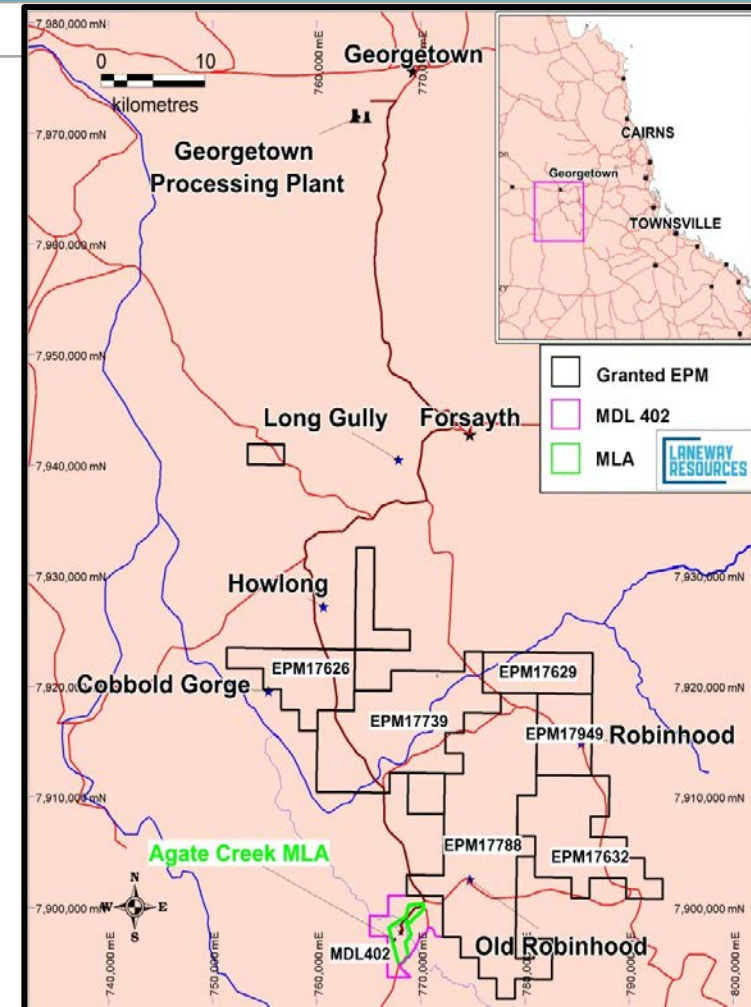 7,980,000 mN
0 10
kilometres
760,000 mE
770,000 mE
Georgetown
7,970,000 mN
Georgetown
Processing Plant
CAIRNS
Georgetown
TOWNSVILLE
7,960,000 mN
7,950,000 mN
Granted EPM
MDL 402
MLA
LANEWAY
RESOURCES
Long Gully
Forsayth
7,940,000 mN
7,930,000 mN
7,930,000 mN
Howlong
EPM17626
EPM17629
7,920,000 mN
7,920,000 mN
Cobbold Gorge
EPM17739
EPM17949
Robinhood
7,910,000 mN
7,910,000 mN
EPM17788
EPM17632
Agate Creek MLA
N
W E
S
7,900,000 mN
7,900,000 mN
MDL402
Old Robinhood
740,000 mE
750,000 mE
760,000 mE
770,000 mE
780,000 mE
790,000 mE
800,000 mE